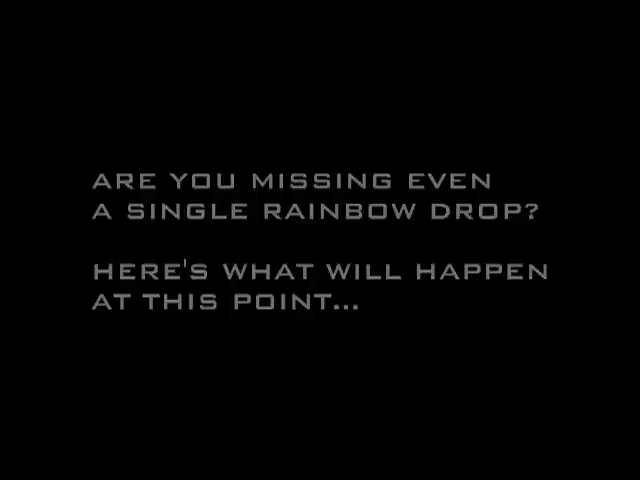 ARE YOU MISSING EVEN
A SINGLE RAINBOW DROP?
HERE'S WHAT WILL HAPPEN
AT THIS POINT...